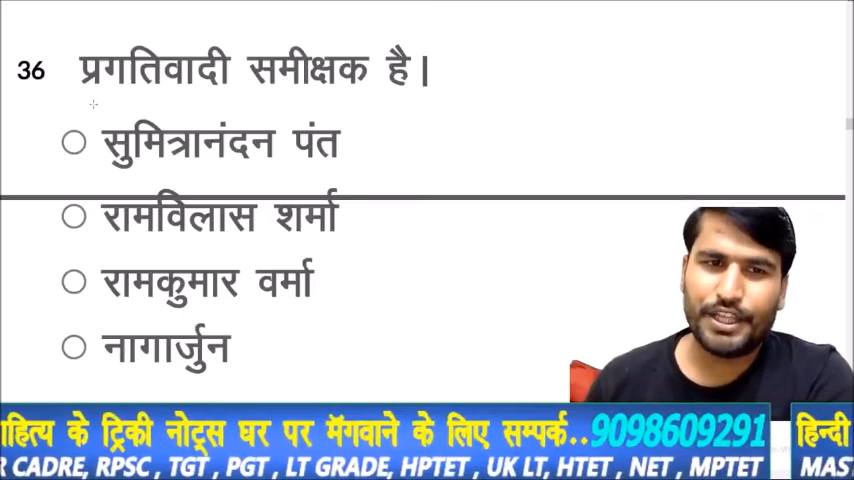 36 प्रगतिवादी समीक्षक है|
सुमित्रानंदन पंत
रामविलास शर्मा
रामकुमार वर्मा
नागार्जुन
हित्य के ट्रिकी नोट्स घर पर मँगवाने के लिए सम्पर्क..9098609291 हिन्दी
R CADRE, RPSC , TGT , PGT , LT GRADE, HPTET , UK LT, HTET , NET , MPTET MAS